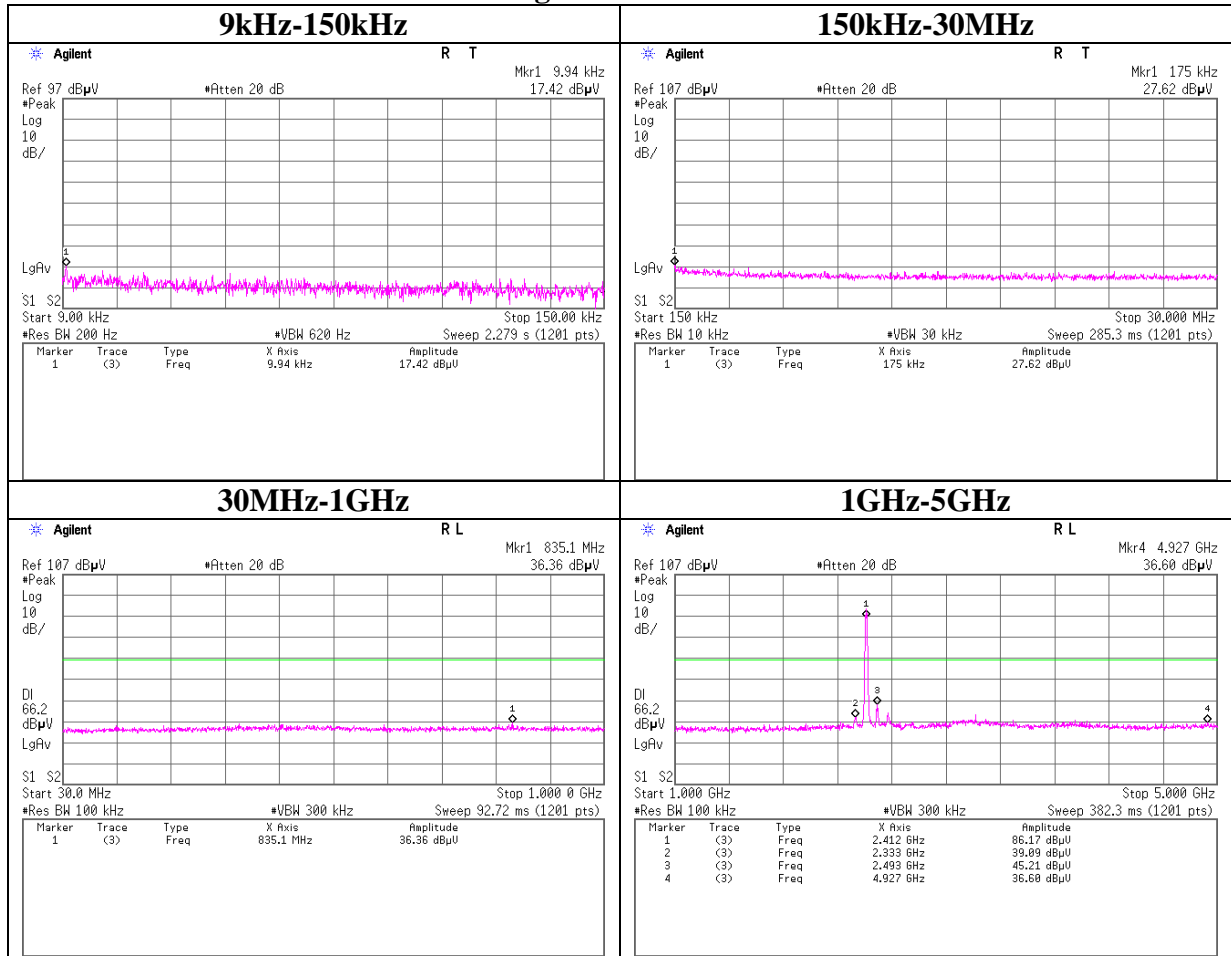 9kHz-150kHz
Agilent R T
Mkr1 9.94 kHz
Ref 97 dBµV #Atten 20 dB 17.42 dBµV
#Peak
Log
10
dB/
1
LgAv
S1 S2
Start 9.00 kHz Stop 150.00 kHz
#Res BW 200 Hz #VBW 620 Hz Sweep 2.279 s (1201 pts)
Marker Trace Type X Axis Amplitude
1 (3) Freq 9.94 kHz 17.42 dBµV
150kHz-30MHz
Agilent R T
Mkr1 175 kHz
Ref 107 dBµV #Atten 20 dB 27.62 dBµV
#Peak
Log
10
dB/
1
LgAv
S1 S2
Start 150 kHz Stop 30.000 MHz
#Res BW 10 kHz #VBW 30 kHz Sweep 285.3 ms (1201 pts)
Marker Trace Type X Axis Amplitude
1 (3) Freq 175 kHz 27.62 dBµV
30MHz-1GHz
Agilent R L
Mkr1 835.1 MHz
Ref 107 dBµV #Atten 20 dB 36.36 dBµV
#Peak
Log
10
dB/
DI
66.2
dBµV
1
LgAv
S1 S2
Start 30.0 MHz Stop 1.000 0 GHz
#Res BW 100 kHz #VBW 300 kHz Sweep 92.72 ms (1201 pts)
Marker Trace Type X Axis Amplitude
1 (3) Freq 835.1 MHz 36.36 dBµV
1GHz-5GHz
Agilent R L
Mkr4 4.927 GHz
Ref 107 dBµV #Atten 20 dB 36.60 dBµV
#Peak
Log
10
dB/
1
DI
66.2
dBµV
2 3 4
LgAv
S1 S2
Start 1.000 GHz Stop 5.000 GHz
#Res BW 100 kHz #VBW 300 kHz Sweep 382.3 ms (1201 pts)
Marker Trace Type X Axis Amplitude
1 (3) Freq 2.412 GHz 86.17 dBµV
2 (3) Freq 2.333 GHz 39.09 dBµV
3 (3) Freq 2.493 GHz 45.21 dBµV
4 (3) Freq 4.927 GHz 36.60 dBµV